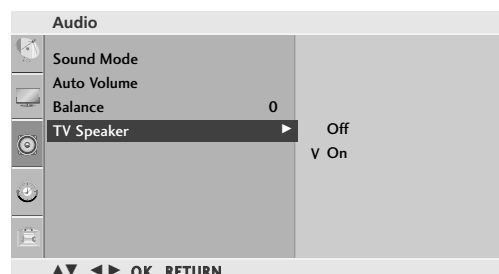 Audio
Sound Mode
Auto Volume
Balance 0
TV Speaker ►
Off
V On
▲▼ ◄► OK RETURN